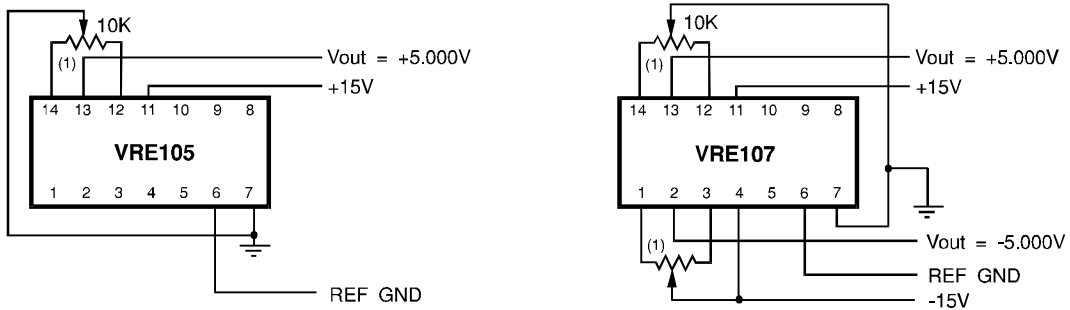 10K
(1)
Vout = +5.000V
+15V
14 13 12 11 10 9 8
VRE105
1 2 3 4 5 6 7
REF GND
10K
(1)
Vout = +5.000V
+15V
14 13 12 11 10 9 8
VRE107
1 2 3 4 5 6 7
(1)
Vout = -5.000V
REF GND
-15V